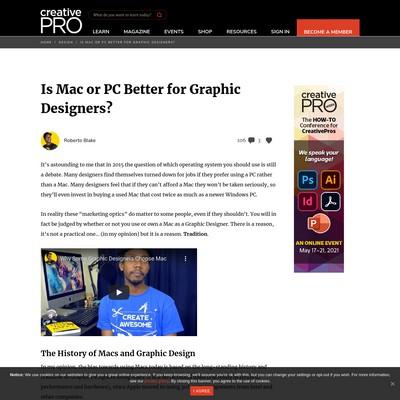 creative
PRO
What do you want to learn today?
LEARN
MAGAZINE
EVENTS
SHOP
RESOURCES
SIGN IN
BECOME A MEMBER
HOME / DESIGN / IS MAC OR PC BETTER FOR GRAPHIC DESIGNERS?
Is Mac or PC Better for Graphic
Designers?
Roberto Blake
106
1
It's astounding to me that in 2015 the question of which operating system you should use is still
a debate. Many designers find themselves turned down for jobs if they prefer using a PC rather
than a Mac. Many designers feel that if they can't afford a Mac they won't be taken seriously, so
they'll even invest in buying a used Mac that cost twice as much as a newer Windows PC.
In reality these "marketing optics" do matter to some people, even if they shouldn't. You will in
fact be judged by whether or not you use or own a Mac as a Graphic Designer. There is a reason,
it's not a practical one... (in my opinion) but it is a reason. Tradition.
Why Some Graphic Designers Choose Mac
CREATE
AWESOME
The History of Macs and Graphic Design
In my opinion, the bias towards using Macs today is based on the long-standing history and
Notice: We use cookies on our websites to give you a great online experience. If you keep browsing, we'll assume you're ok with this, but you can change your settings or opt-out if you wish. For more information,
see our privacy policy. By closing this banner, you agree to the use of cookies.
I AGREE
creative
PRO
The HOW-TO
Conference for
CreativePros
We speak your
language!
Ps
Ai
Id
P
AN ONLINE EVENT
May 17-21, 2021